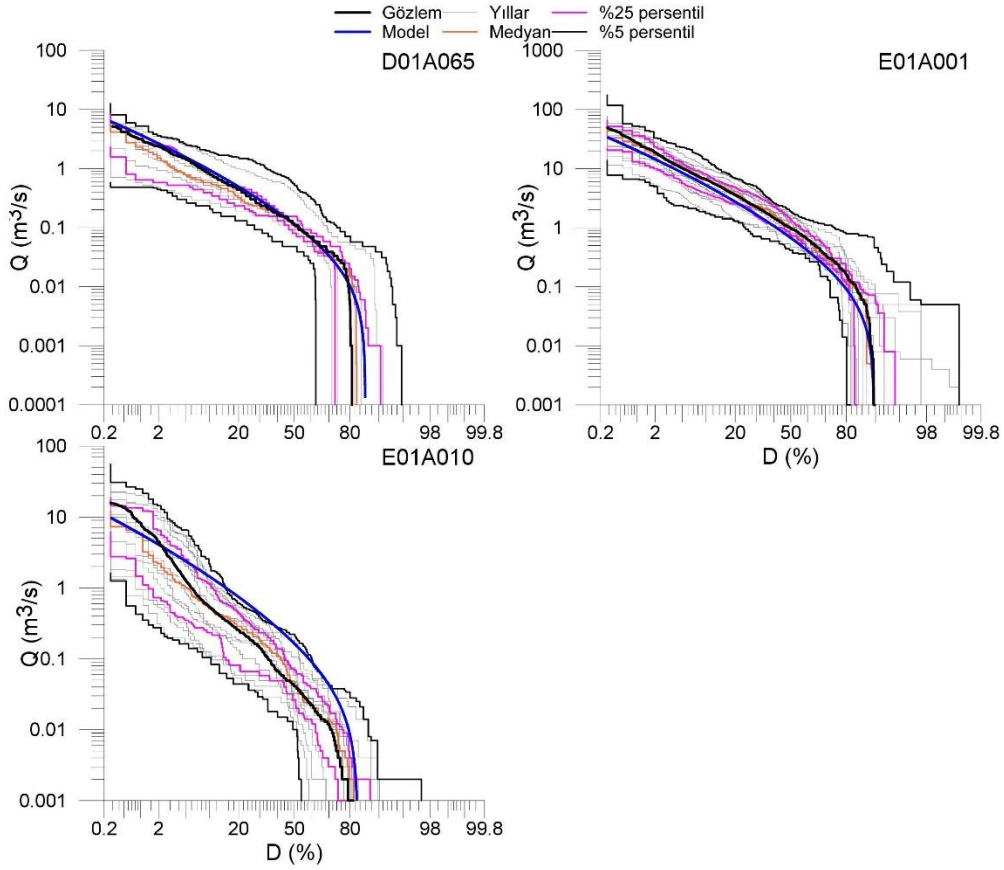 Gözlem Yıllar %25 persentil
Model Medyan %5 persentil
D01A065
Q (m³/s)
100
10
1
0.1
0.01
0.001
0.0001
0.2 2 20 50 80 98 99.8
E01A001
Q (m³/s)
1000
100
10
1
0.1
0.01
0.001
0.2 2 20 50 80 98 99.8
D (%)
E01A010
Q (m³/s)
100
10
1
0.1
0.01
0.001
0.2 2 20 50 80 98 99.8
D (%)